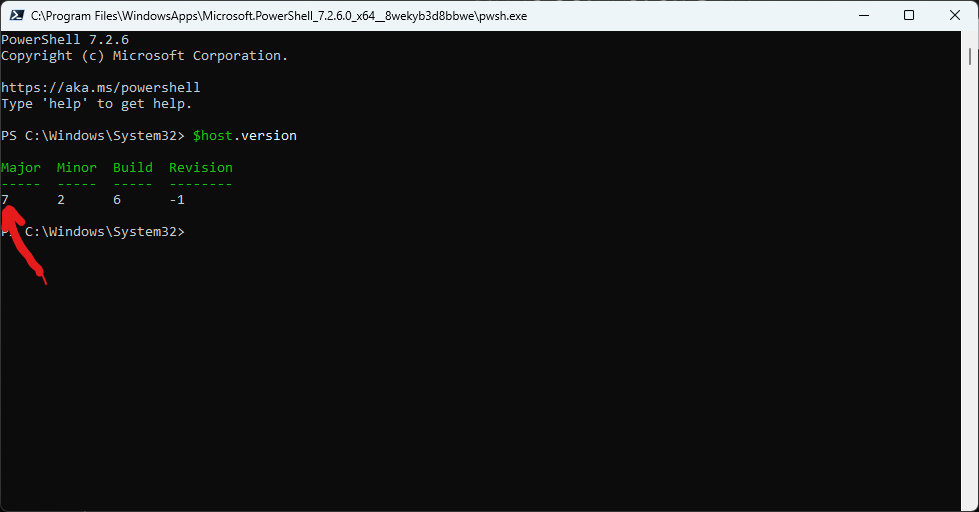 C:\Program Files\WindowsApps\Microsoft.PowerShell_7.2.6.0_x64__8wekyb3d8bbwe\pwsh.exe
PowerShell 7.2.6
Copyright (c) Microsoft Corporation.
https://aka.ms/powershell
Type 'help' to get help.
PS C:\Windows\System32> $host.version
Major  Minor  Build  Revision
-----  -----  -----  --------
7      2      6      -1
PS C:\Windows\System32>